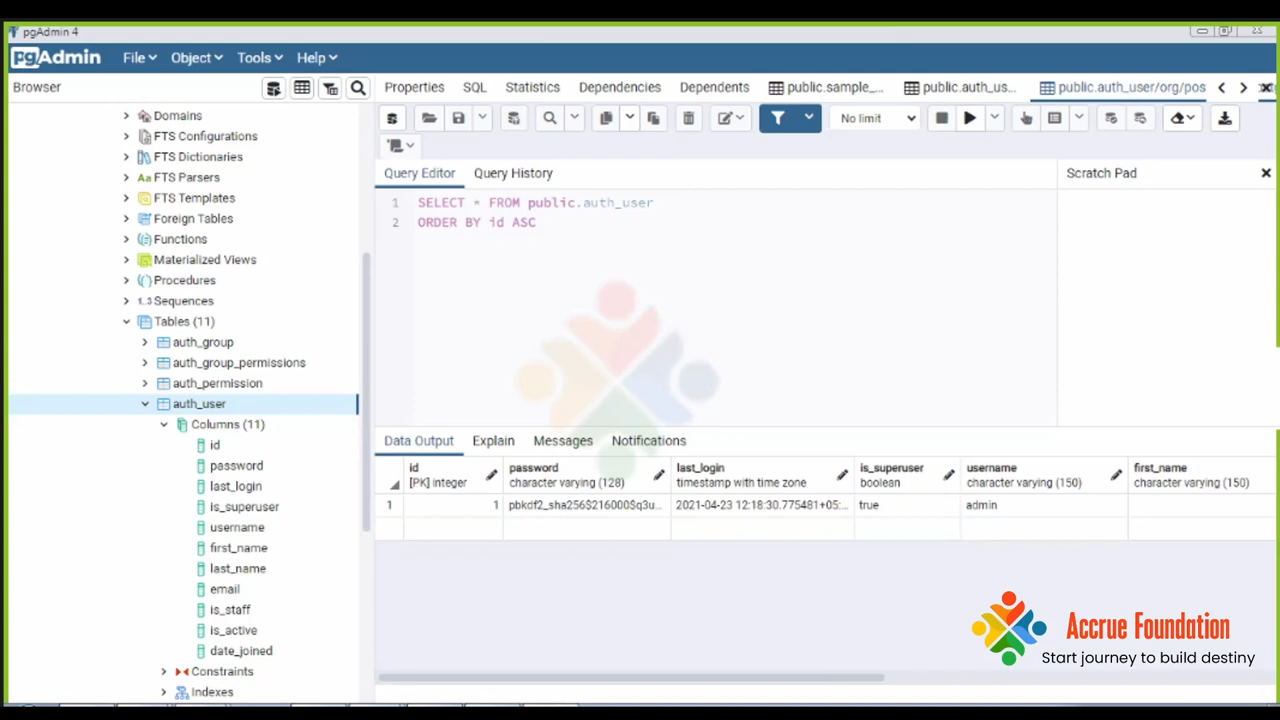 pgAdmin 4
pgAdmin File Object Tools Help
Browser
Properties SQL Statistics Dependencies Dependents public.sample_... public.auth_us... public.auth_user/org/pos
No limit
Query Editor Query History Scratch Pad
1 SELECT * FROM public.auth_user
2 ORDER BY id ASC
Domains
FTS Configurations
FTS Dictionaries
Aa FTS Parsers
FTS Templates
Foreign Tables
Functions
Materialized Views
Procedures
1..3 Sequences
Tables (11)
auth_group
auth_group_permissions
auth_permission
auth_user
Columns (11)
id
password
last_login
is_superuser
username
first_name
last_name
email
is_staff
is_active
date_joined
Constraints
Indexes
Data Output Explain Messages Notifications
id password last_login is_superuser username first_name
[PK] integer character varying (128) timestamp with time zone boolean character varying (150) character varying (150)
1 1 pbkdf2_sha256$216000$q3u... 2021-04-23 12:18:30.775481+05:... true admin
Accrue Foundation
Start journey to build destiny